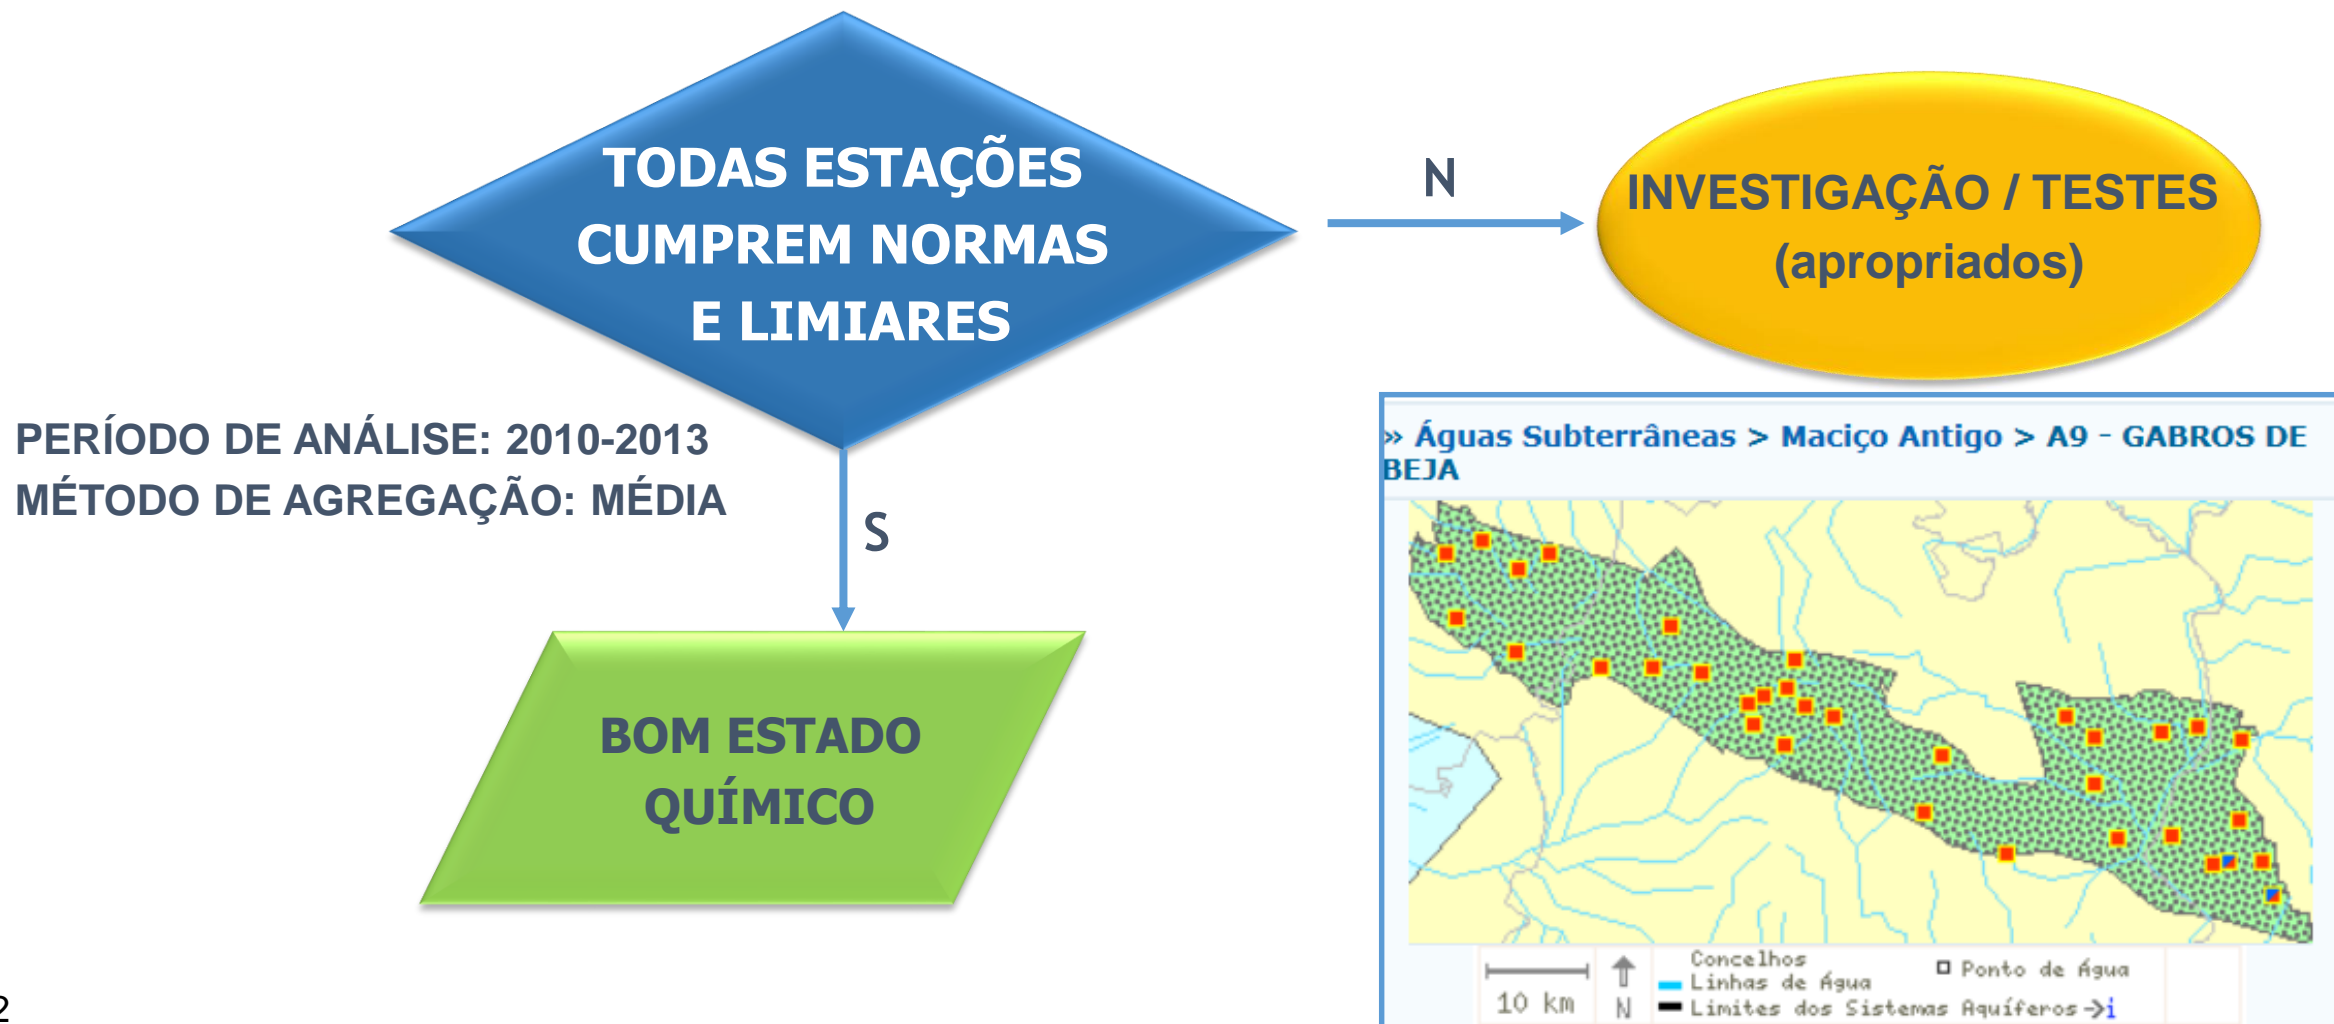 TODAS ESTAÇÕES
CUMPREM NORMAS
E LIMIARES
N
INVESTIGAÇÃO / TESTES
(apropriados)
PERÍODO DE ANÁLISE: 2010-2013
MÉTODO DE AGREGAÇÃO: MÉDIA
S
BOM ESTADO
QUÍMICO
» Águas Subterrâneas > Maciço Antigo > A9 - GABROS DE
BEJA
10 km
N
Concelhos
Linhas de Água
Limites dos Sistemas Aquíferos->i
Ponto de Água
2